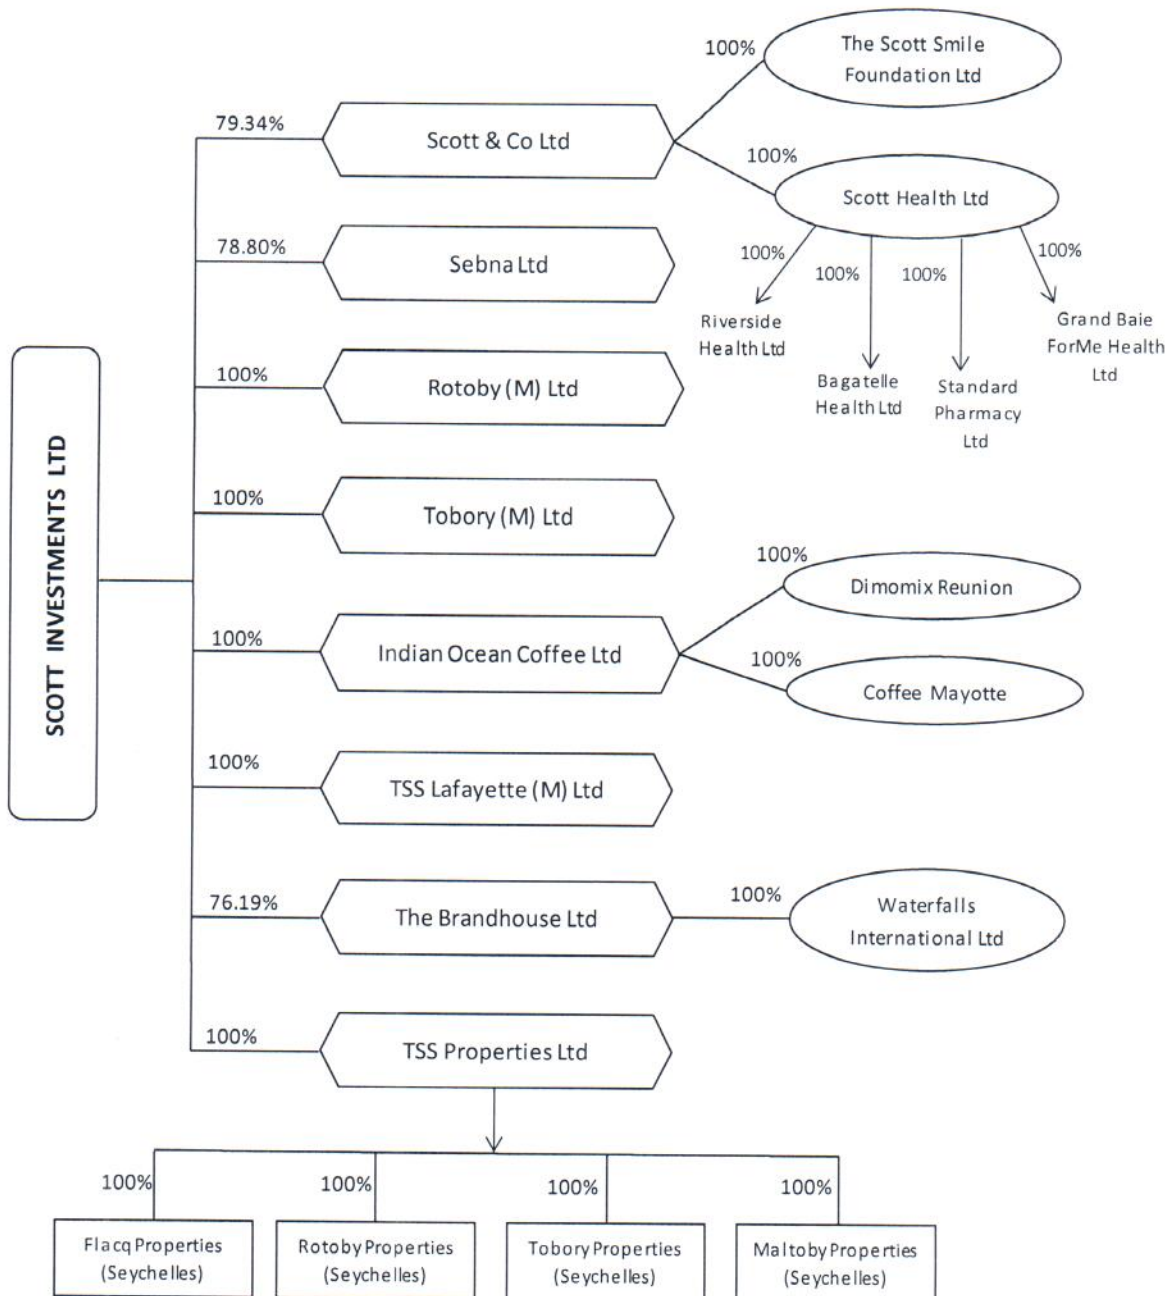 100%
The Scott Smile
Foundation Ltd
79.34%
Scott & Co Ltd
100%
Scott Health Ltd
100%
100%
100%
100%
Riverside
Health Ltd
Bagatelle
Health Ltd
Standard
Pharmacy
Ltd
Grand Baie
ForMe Health
Ltd
78.80%
Sebna Ltd
SCOTT INVESTMENTS LTD
100%
Rotoby (M) Ltd
100%
Tobory (M) Ltd
100%
Indian Ocean Coffee Ltd
100%
Dimomix Reunion
100%
Coffee Mayotte
100%
TSS Lafayette (M) Ltd
76.19%
The Brandhouse Ltd
100%
Waterfalls
International Ltd
100%
TSS Properties Ltd
100%
100%
100%
100%
Flacq Properties
(Seychelles)
Rotoby Properties
(Seychelles)
Tobory Properties
(Seychelles)
Maltoby Properties
(Seychelles)